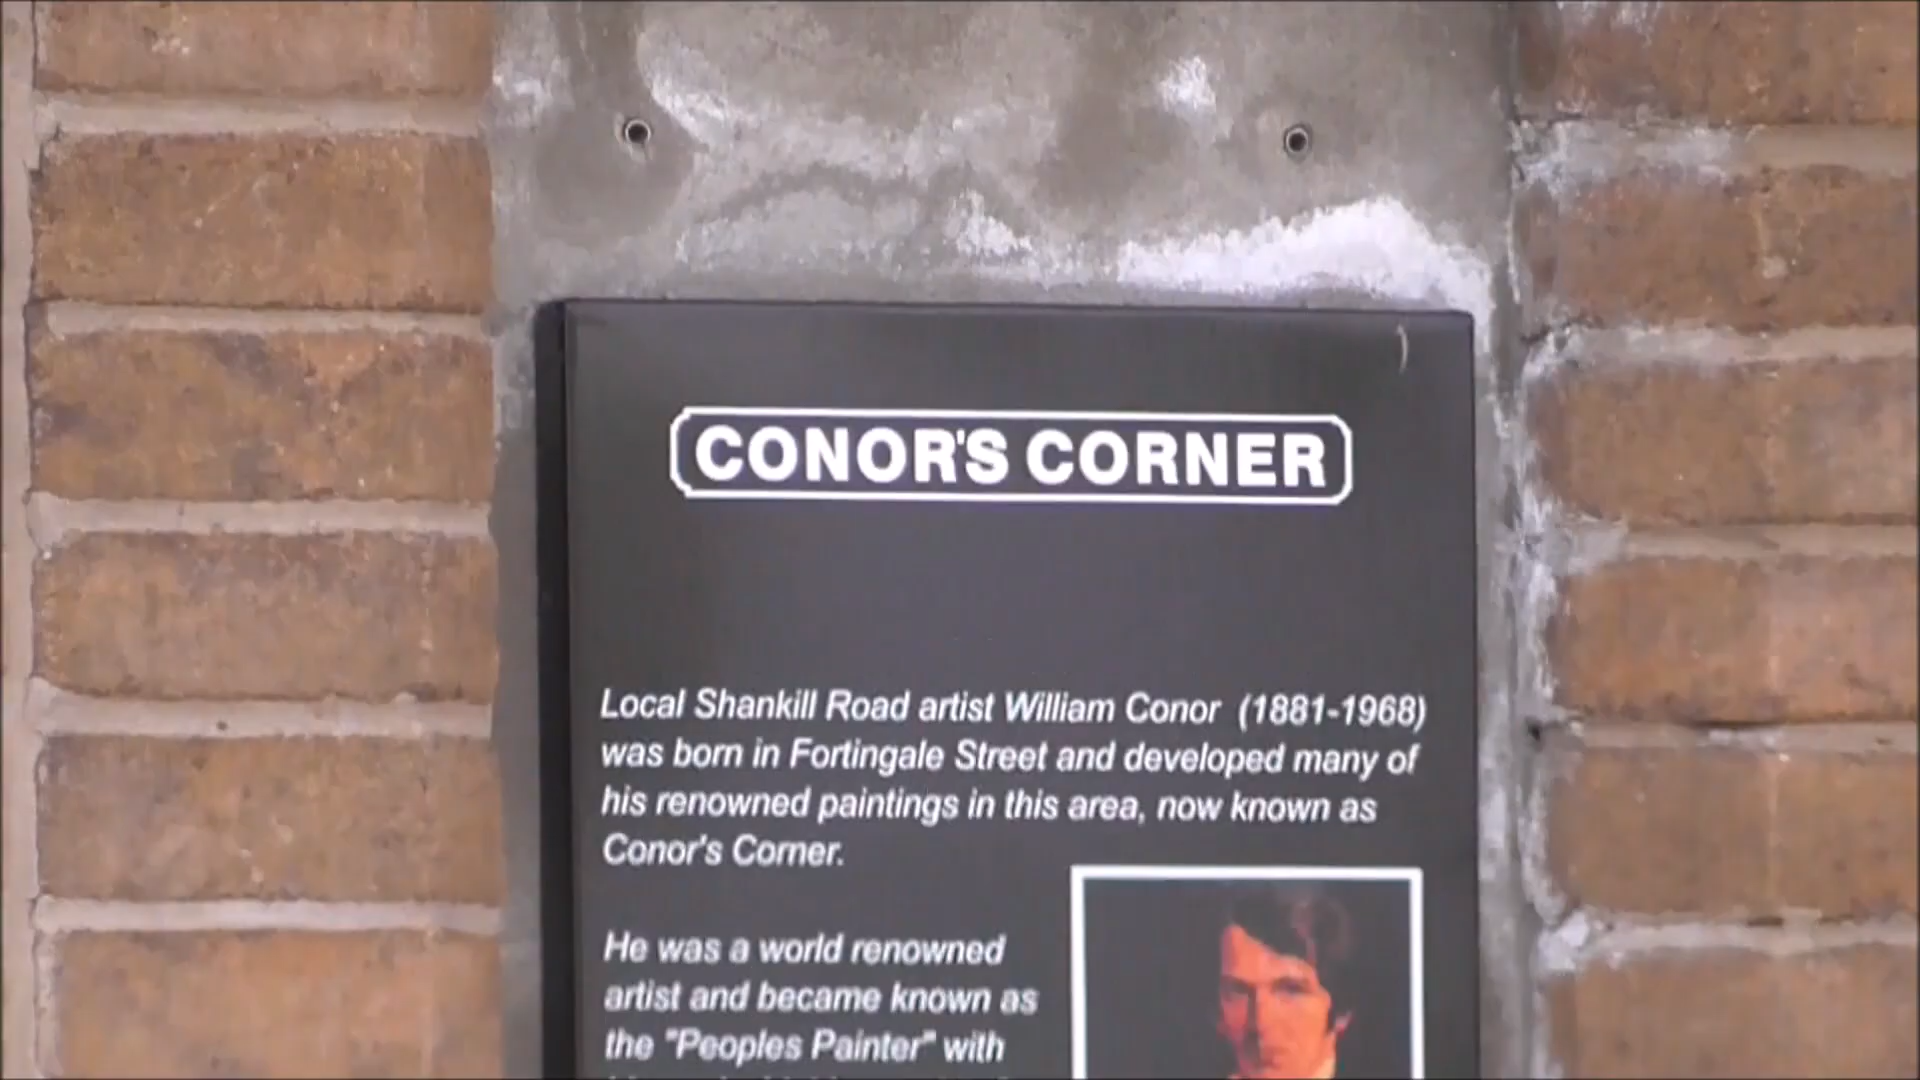 CONOR'S CORNER
Local Shankill Road artist William Conor (1881-1968)
was born in Fortingale Street and developed many of
his renowned paintings in this area, now known as
Conor's Corner.
He was a world renowned
artist and became known as
the "Peoples Painter" with